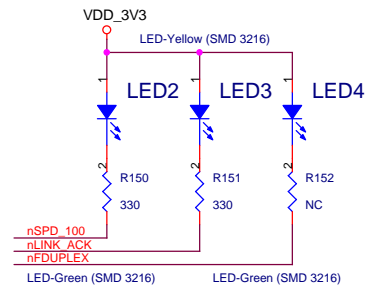 VDD_3V3
LED-Yellow (SMD 3216)
1
1
1
LED2
LED3
LED4
2
2
2
R150
R151
R152
330
330
NC
nSPD_100
nLINK_ACK
nFDUPLEX
LED-Green (SMD 3216)
LED-Green (SMD 3216)